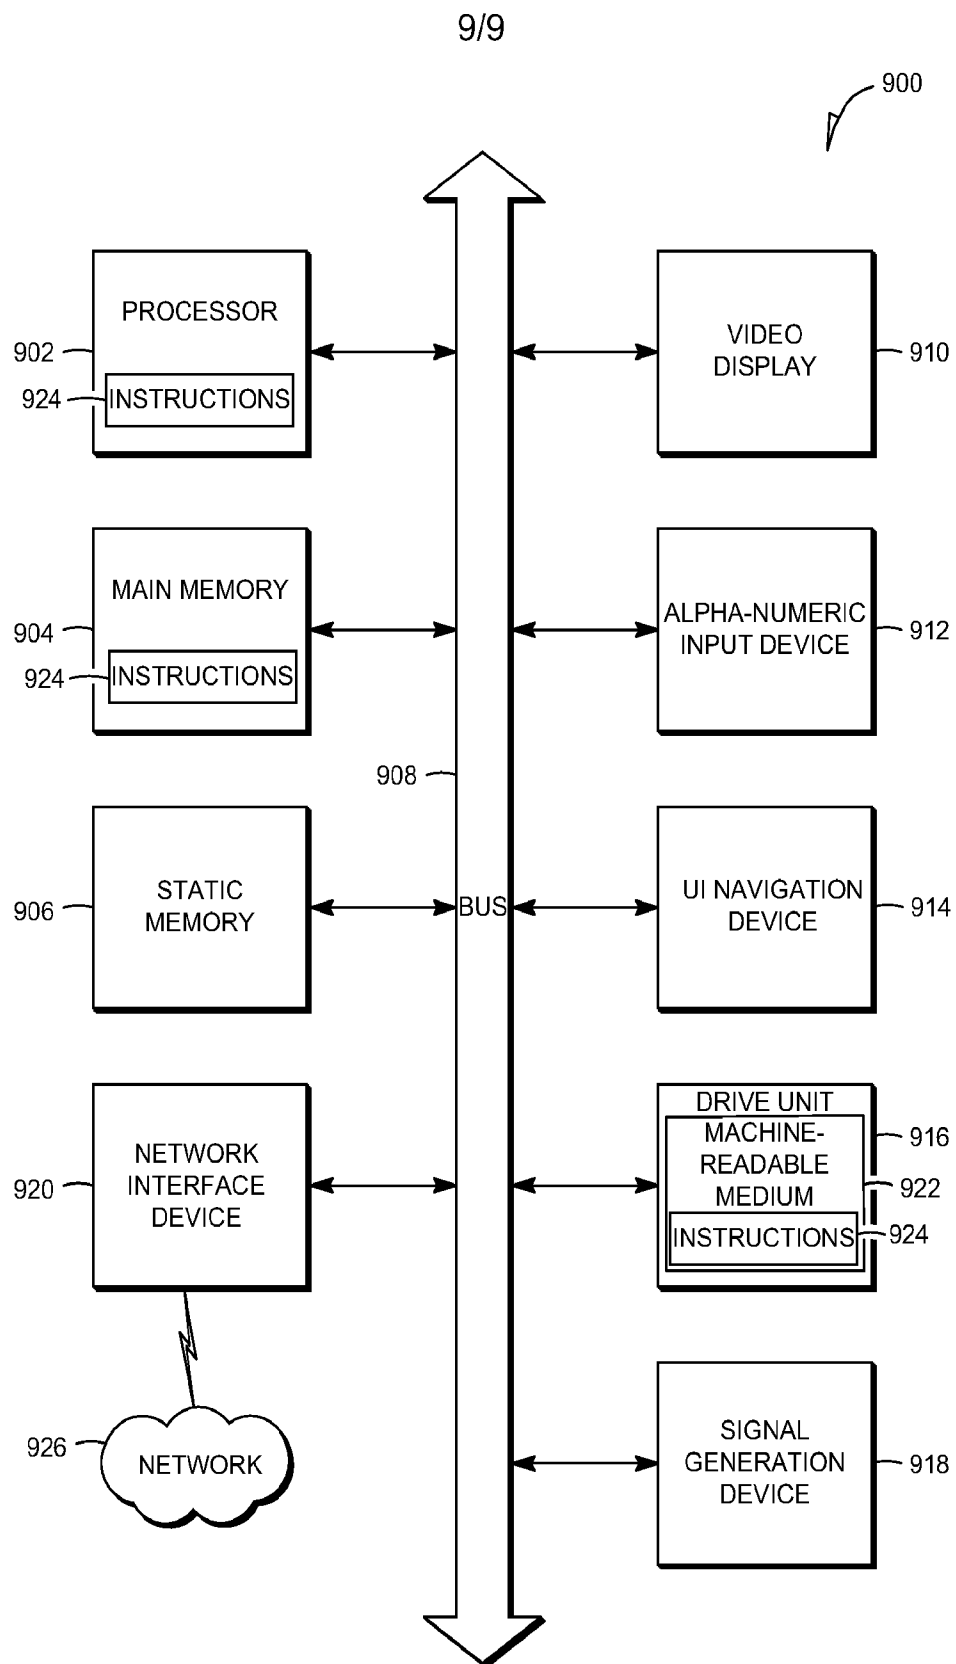 9/9
900
PROCESSOR
902
924
INSTRUCTIONS
VIDEO
DISPLAY
910
MAIN MEMORY
904
924
INSTRUCTIONS
ALPHA-NUMERIC
INPUT DEVICE
912
908
STATIC
MEMORY
906
BUS
UI NAVIGATION
DEVICE
914
NETWORK
INTERFACE
DEVICE
920
DRIVE UNIT
MACHINE-
READABLE
MEDIUM
INSTRUCTIONS
916
922
924
926
NETWORK
SIGNAL
GENERATION
DEVICE
918